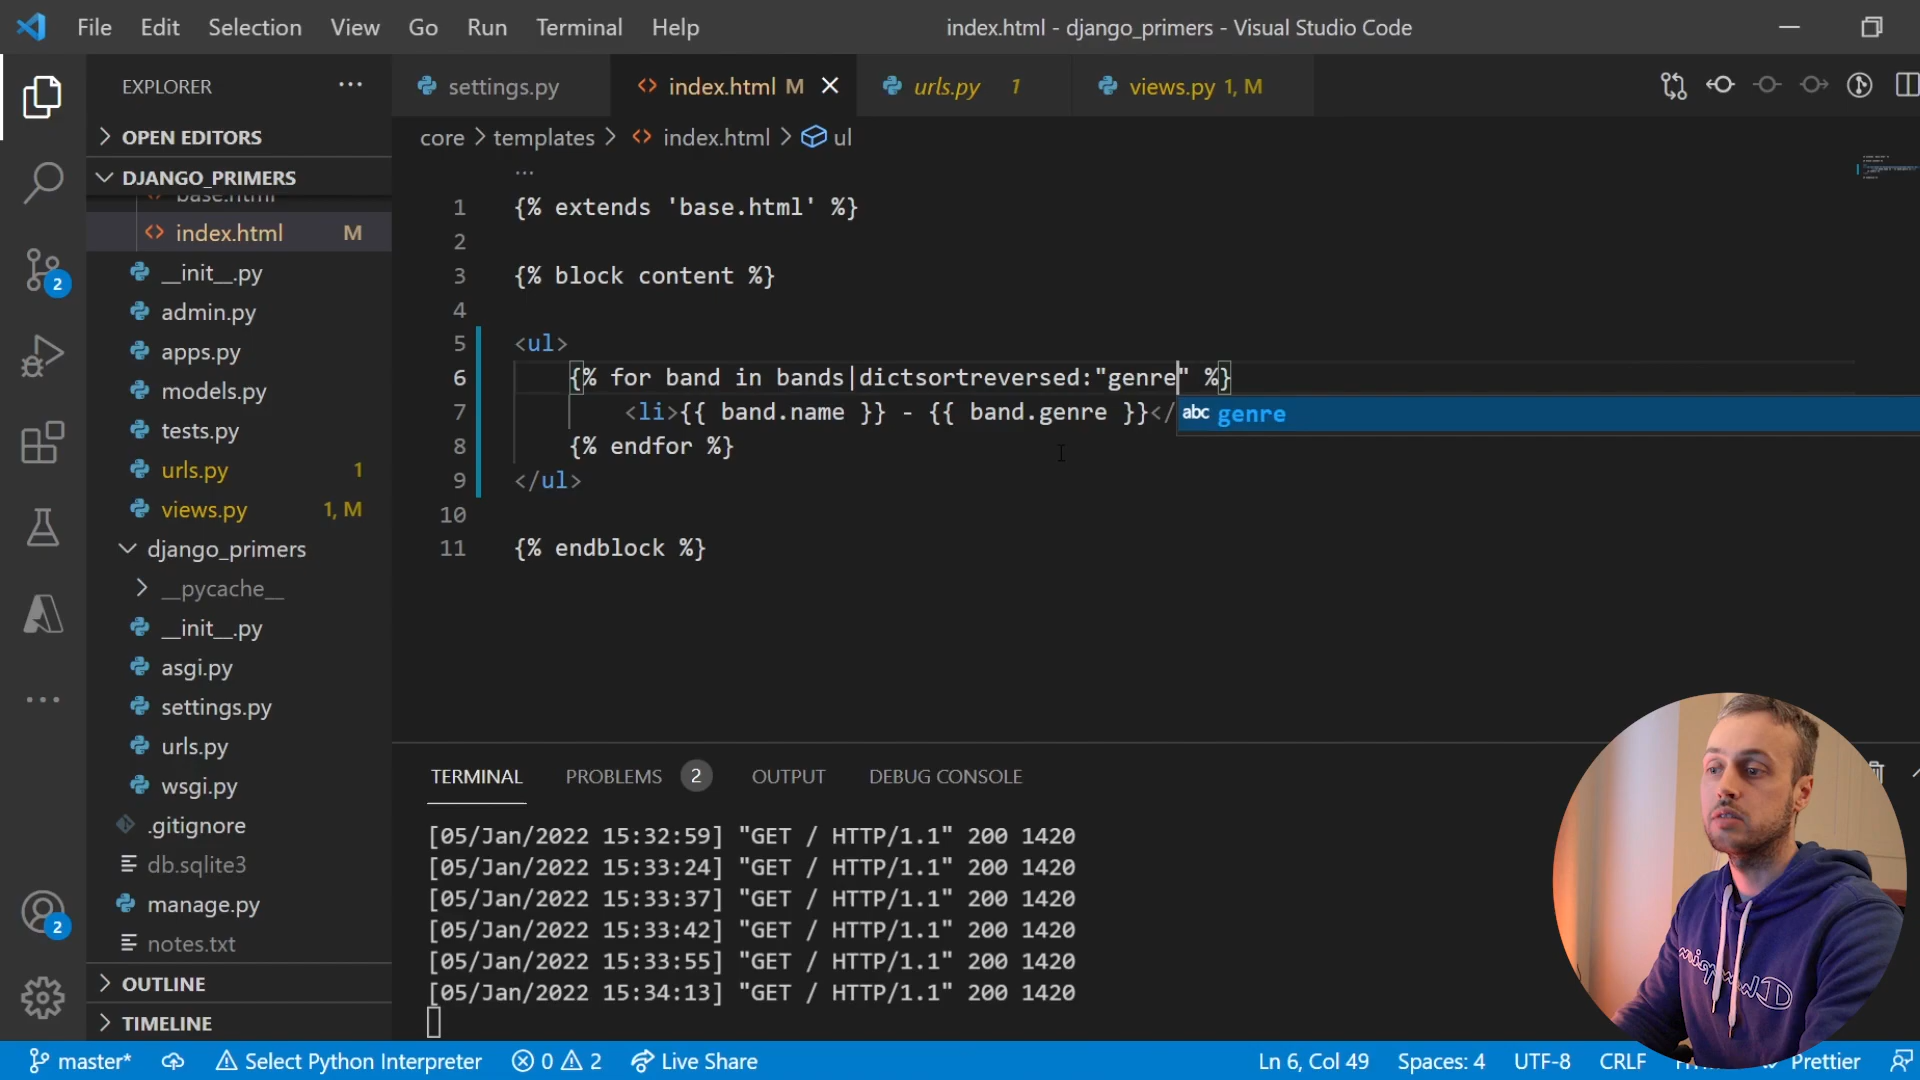 File Edit Selection View Go Run Terminal Help index.html - django_primers - Visual Studio Code
EXPLORER ...
settings.py
index.html M
urls.py 1
views.py 1, M
OPEN EDITORS
core > templates > index.html > ul
DJANGO_PRIMERS
base.html
index.html M
__init__.py
admin.py
apps.py
models.py
tests.py
urls.py 1
views.py 1, M
django_primers
__pycache__
__init__.py
asgi.py
settings.py
urls.py
wsgi.py
.gitignore
db.sqlite3
manage.py
notes.txt
OUTLINE
TIMELINE
2
2
...
...
1 {% extends 'base.html' %}
2
3 {% block content %}
4
5 <ul>
6 {% for band in bands|dictsortreversed:"genre" %}
7 <li>{{ band.name }} - {{ band.genre }}</
abc genre
8 {% endfor %}
9 </ul>
10
11 {% endblock %}
TERMINAL PROBLEMS 2 OUTPUT DEBUG CONSOLE
[05/Jan/2022 15:32:59] "GET / HTTP/1.1" 200 1420
[05/Jan/2022 15:33:24] "GET / HTTP/1.1" 200 1420
[05/Jan/2022 15:33:37] "GET / HTTP/1.1" 200 1420
[05/Jan/2022 15:33:42] "GET / HTTP/1.1" 200 1420
[05/Jan/2022 15:33:55] "GET / HTTP/1.1" 200 1420
[05/Jan/2022 15:34:13] "GET / HTTP/1.1" 200 1420
master* Select Python Interpreter 0 2 Live Share Ln 6, Col 49 Spaces: 4 UTF-8 CRLF Prettier